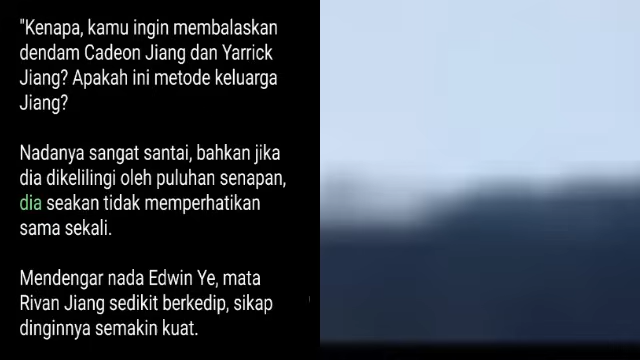 "Kenapa, kamu ingin membalaskan
dendam Cadeon Jiang dan Yarrick
Jiang? Apakah ini metode keluarga
Jiang?
Nadanya sangat santai, bahkan jika
dia dikelilingi oleh puluhan senapan,
dia seakan tidak memperhatikan
sama sekali.
Mendengar nada Edwin Ye, mata
Rivan Jiang sedikit berkedip, sikap
dinginnya semakin kuat.